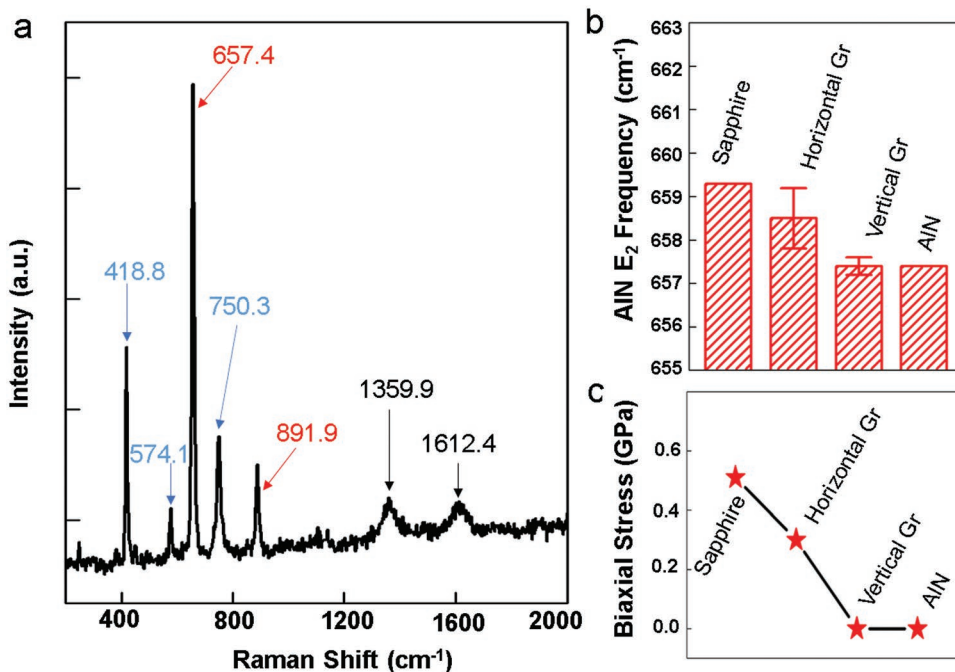 a
657.4
418.8
750.3
574.1
891.9
1359.9
1612.4
Intensity (a.u.)
400
800
1200
1600
2000
Raman Shift (cm⁻¹)
b
663
662
661
660
659
658
657
656
655
AlN E₂ Frequency (cm⁻¹)
Sapphire
Horizontal Gr
Vertical Gr
AlN
c
0.6
0.4
0.2
0.0
Biaxial Stress (GPa)
Sapphire
Horizontal Gr
Vertical Gr
AlN